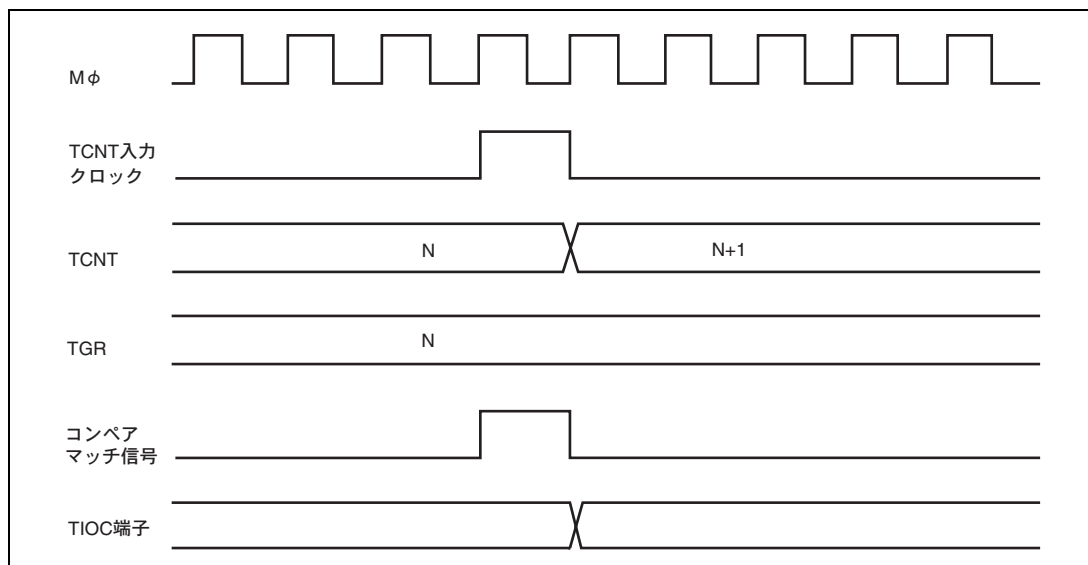 Mφ
TCNT入力
クロック
TCNT
N
N+1
TGR
N
コンペア
マッチ信号
TIOC端子